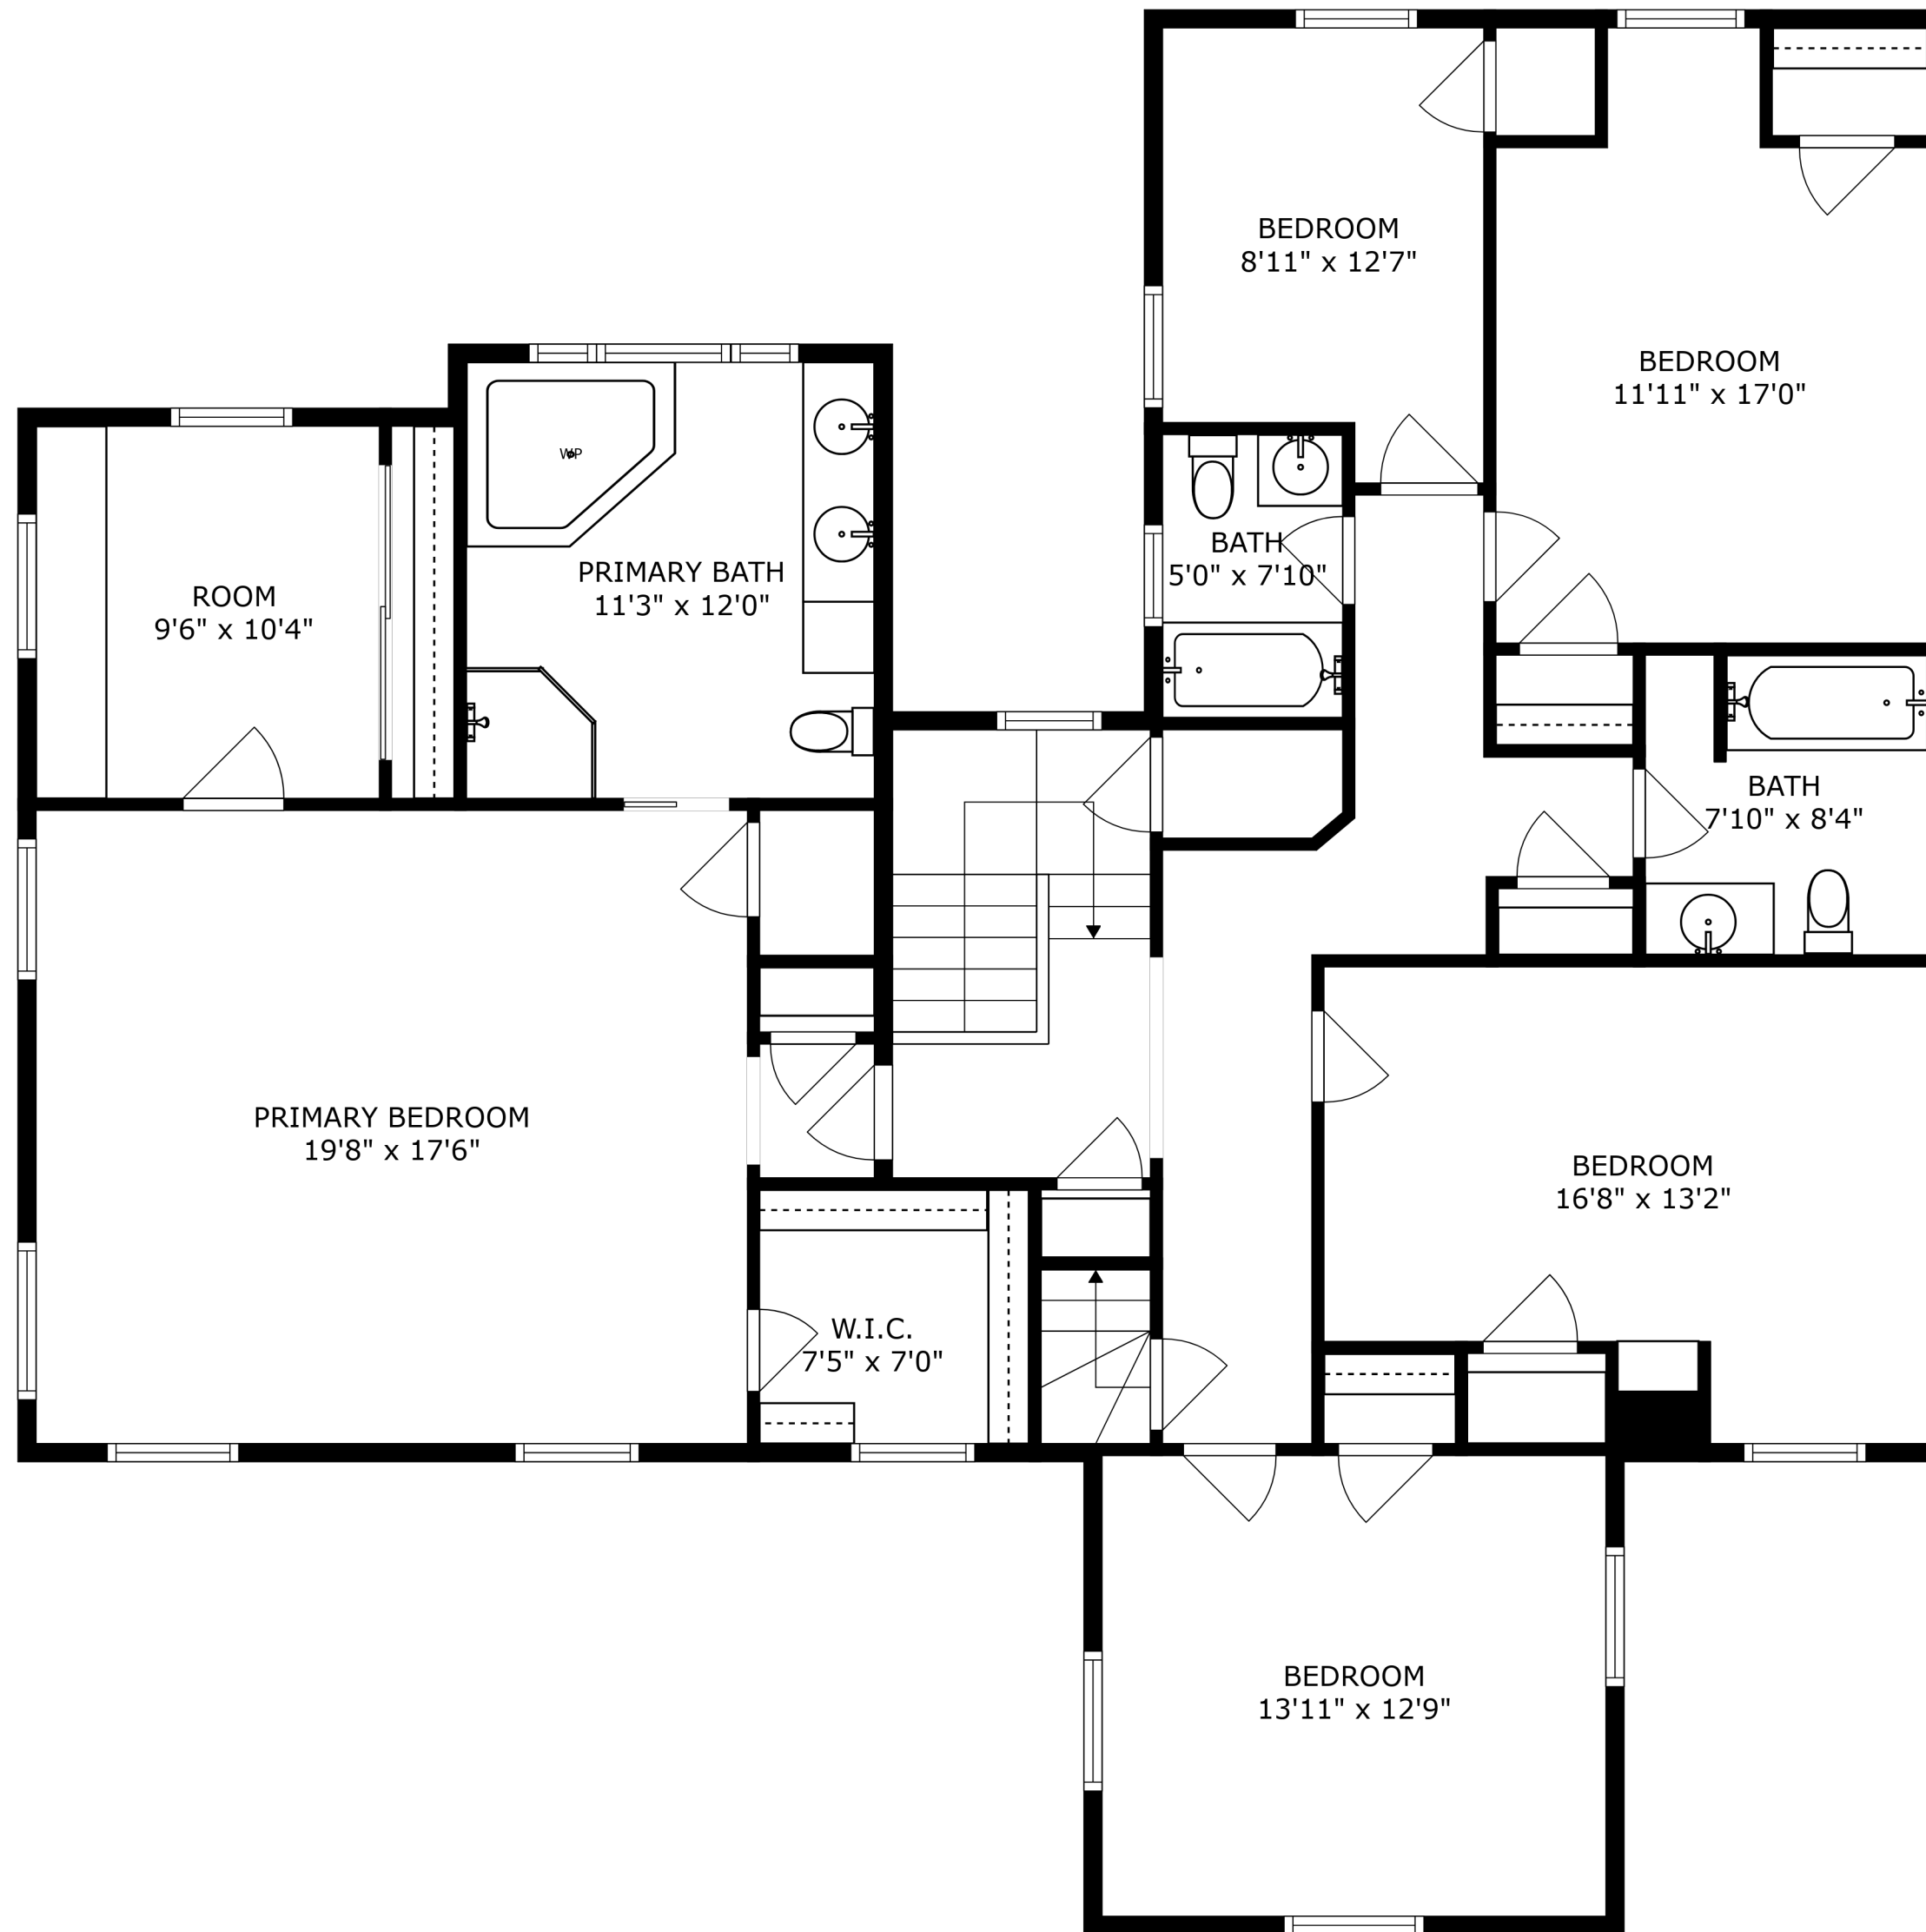 BEDROOM
8'11" x 12'7"
BEDROOM
11'11" x 17'0"
WP
PRIMARY BATH
11'3" x 12'0"
ROOM
9'6" x 10'4"
BATH
5'0" x 7'10"
BATH
7'10" x 8'4"
PRIMARY BEDROOM
19'8" x 17'6"
BEDROOM
16'8" x 13'2"
W.I.C.
7'5" x 7'0"
BEDROOM
13'11" x 12'9"